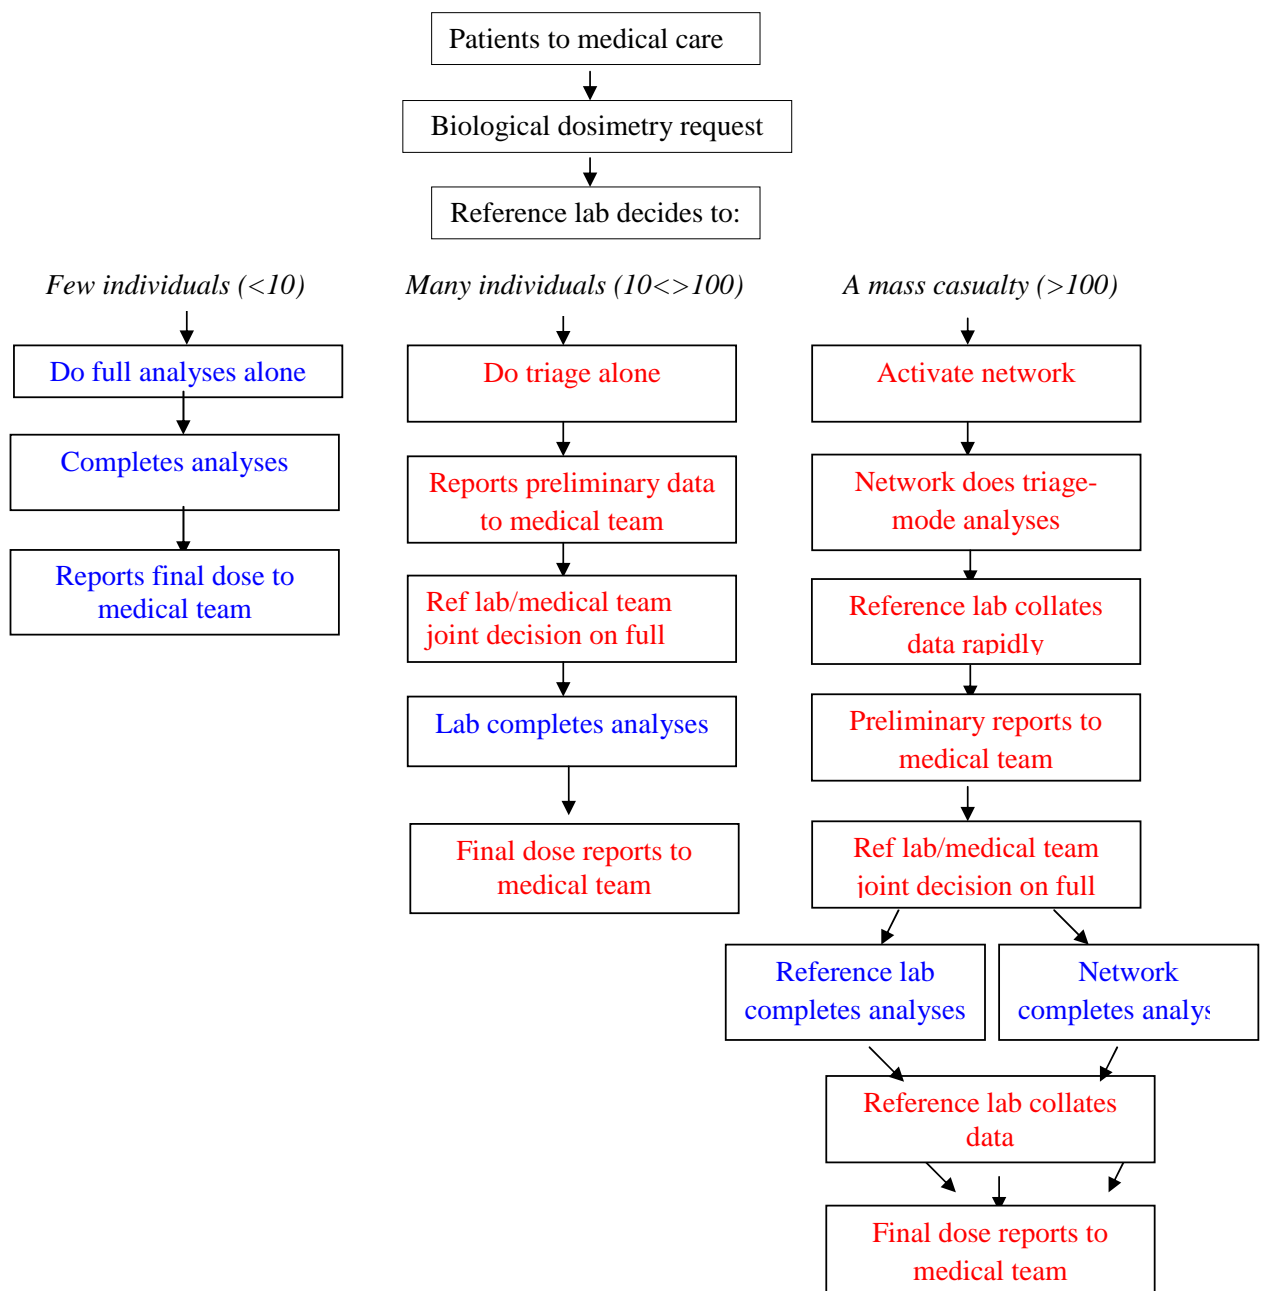 Patients to medical care
Biological dosimetry request
Reference lab decides to:
Few individuals (<10)
Do full analyses alone
Completes analyses
Reports final dose to
medical team
Many individuals (10<>100)
Do triage alone
Reports preliminary data
to medical team
Ref lab/medical team
joint decision on full
Lab completes analyses
Final dose reports to
medical team
A mass casualty (>100)
Activate network
Network does triage-
mode analyses
Reference lab collates
data rapidly
Preliminary reports to
medical team
Ref lab/medical team
joint decision on full
Reference lab
completes analyses
Network
completes analys
Reference lab collates
data
Final dose reports to
medical team